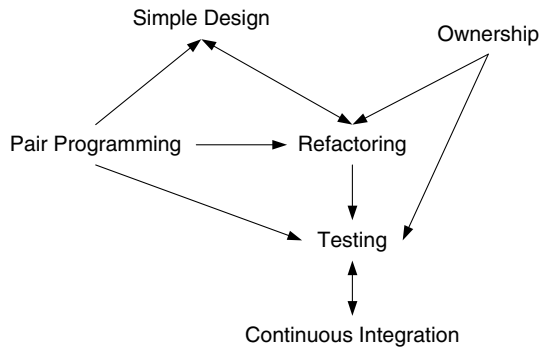 Simple Design
Ownership
Pair Programming
Refactoring
Testing
Continuous Integration